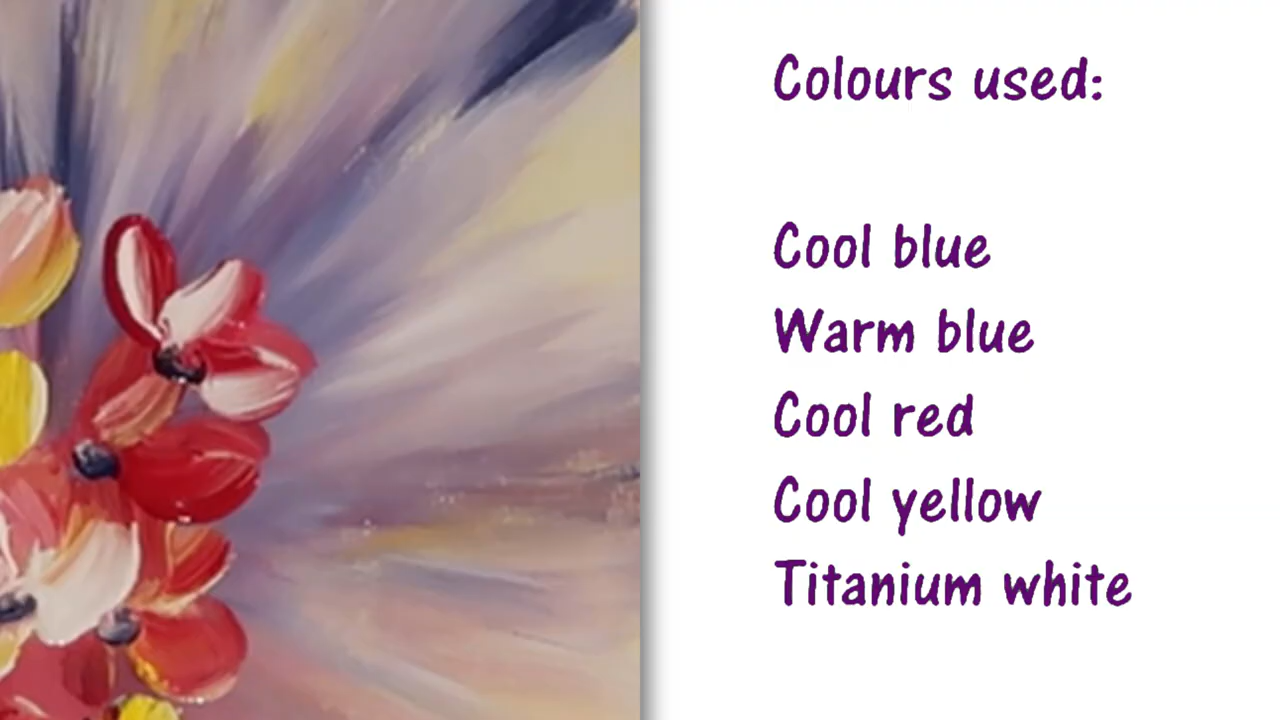 Colours used:
Cool blue
Warm blue
Cool red
Cool yellow
Titanium white